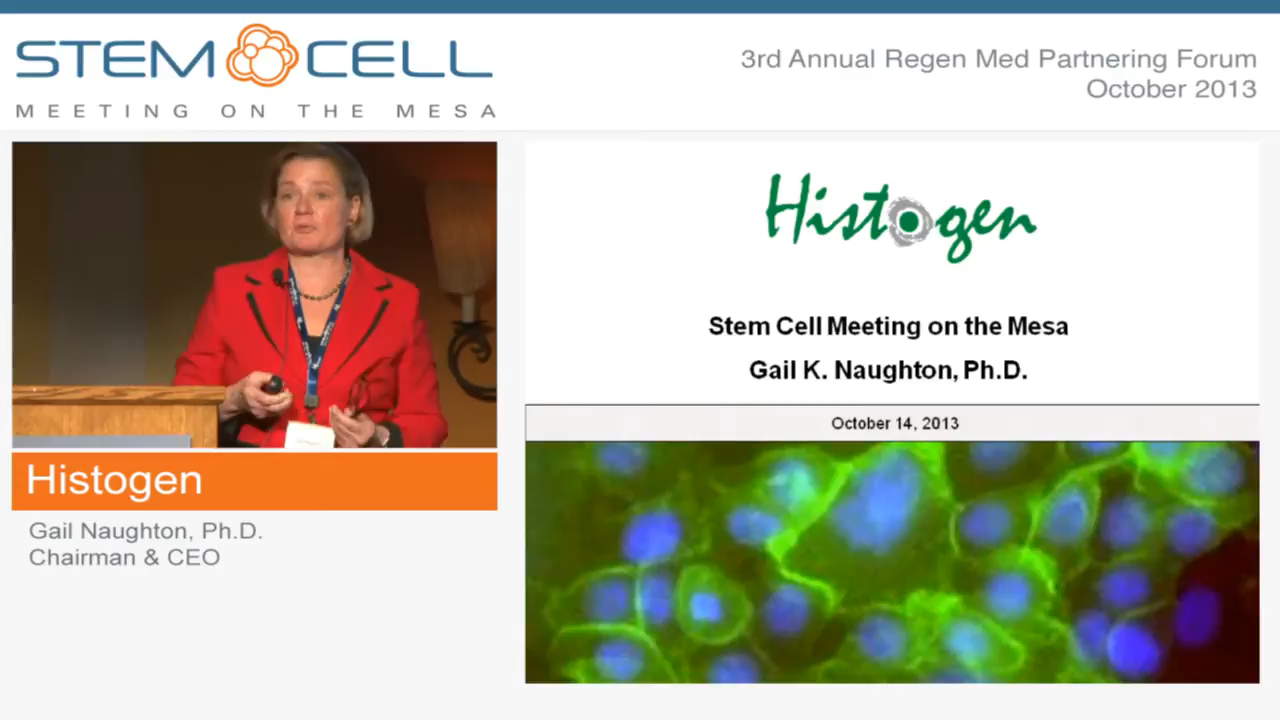 STEM CELL
MEETING ON THE MESA
3rd Annual Regen Med Partnering Forum
October 2013
Histogen
Stem Cell Meeting on the Mesa
Gail K. Naughton, Ph.D.
October 14, 2013
Histogen
Gail Naughton, Ph.D.
Chairman & CEO